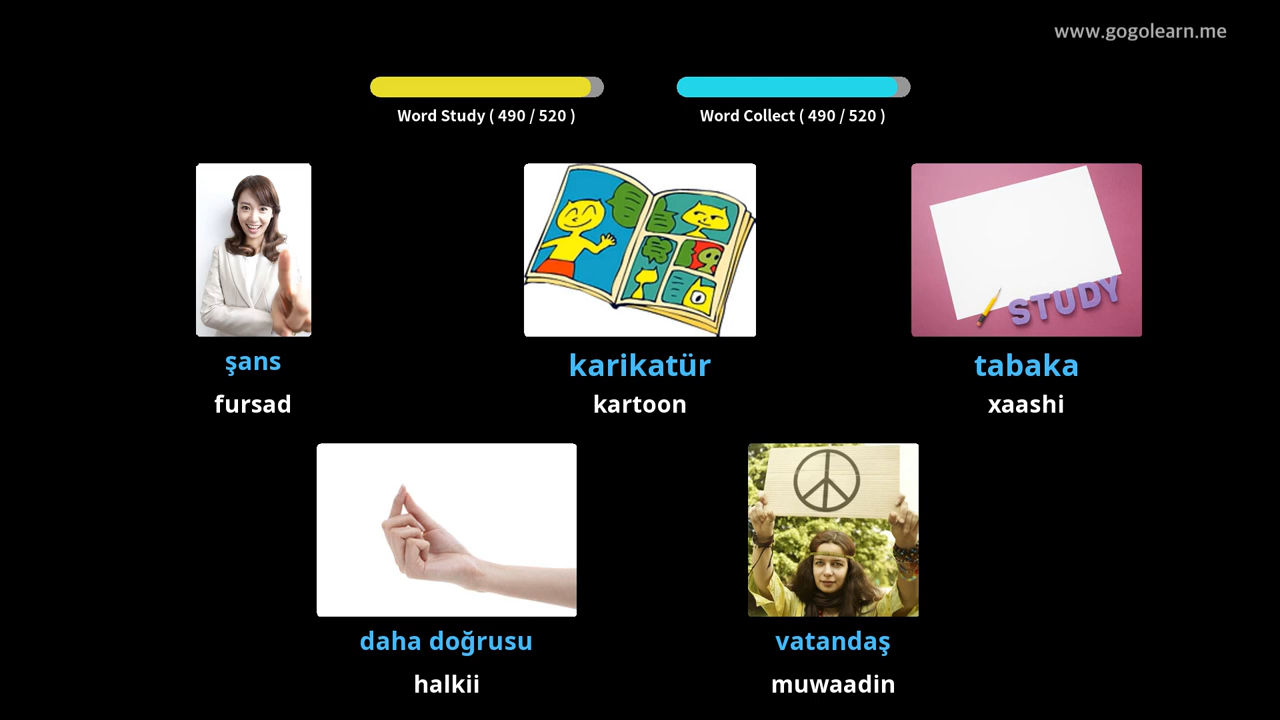 www.gogolearn.me
Word Study ( 490 / 520 )
Word Collect ( 490 / 520 )
STUDY
şans
karikatür
tabaka
fursad
kartoon
xaashi
daha doğrusu
vatandaş
halkii
muwaadin